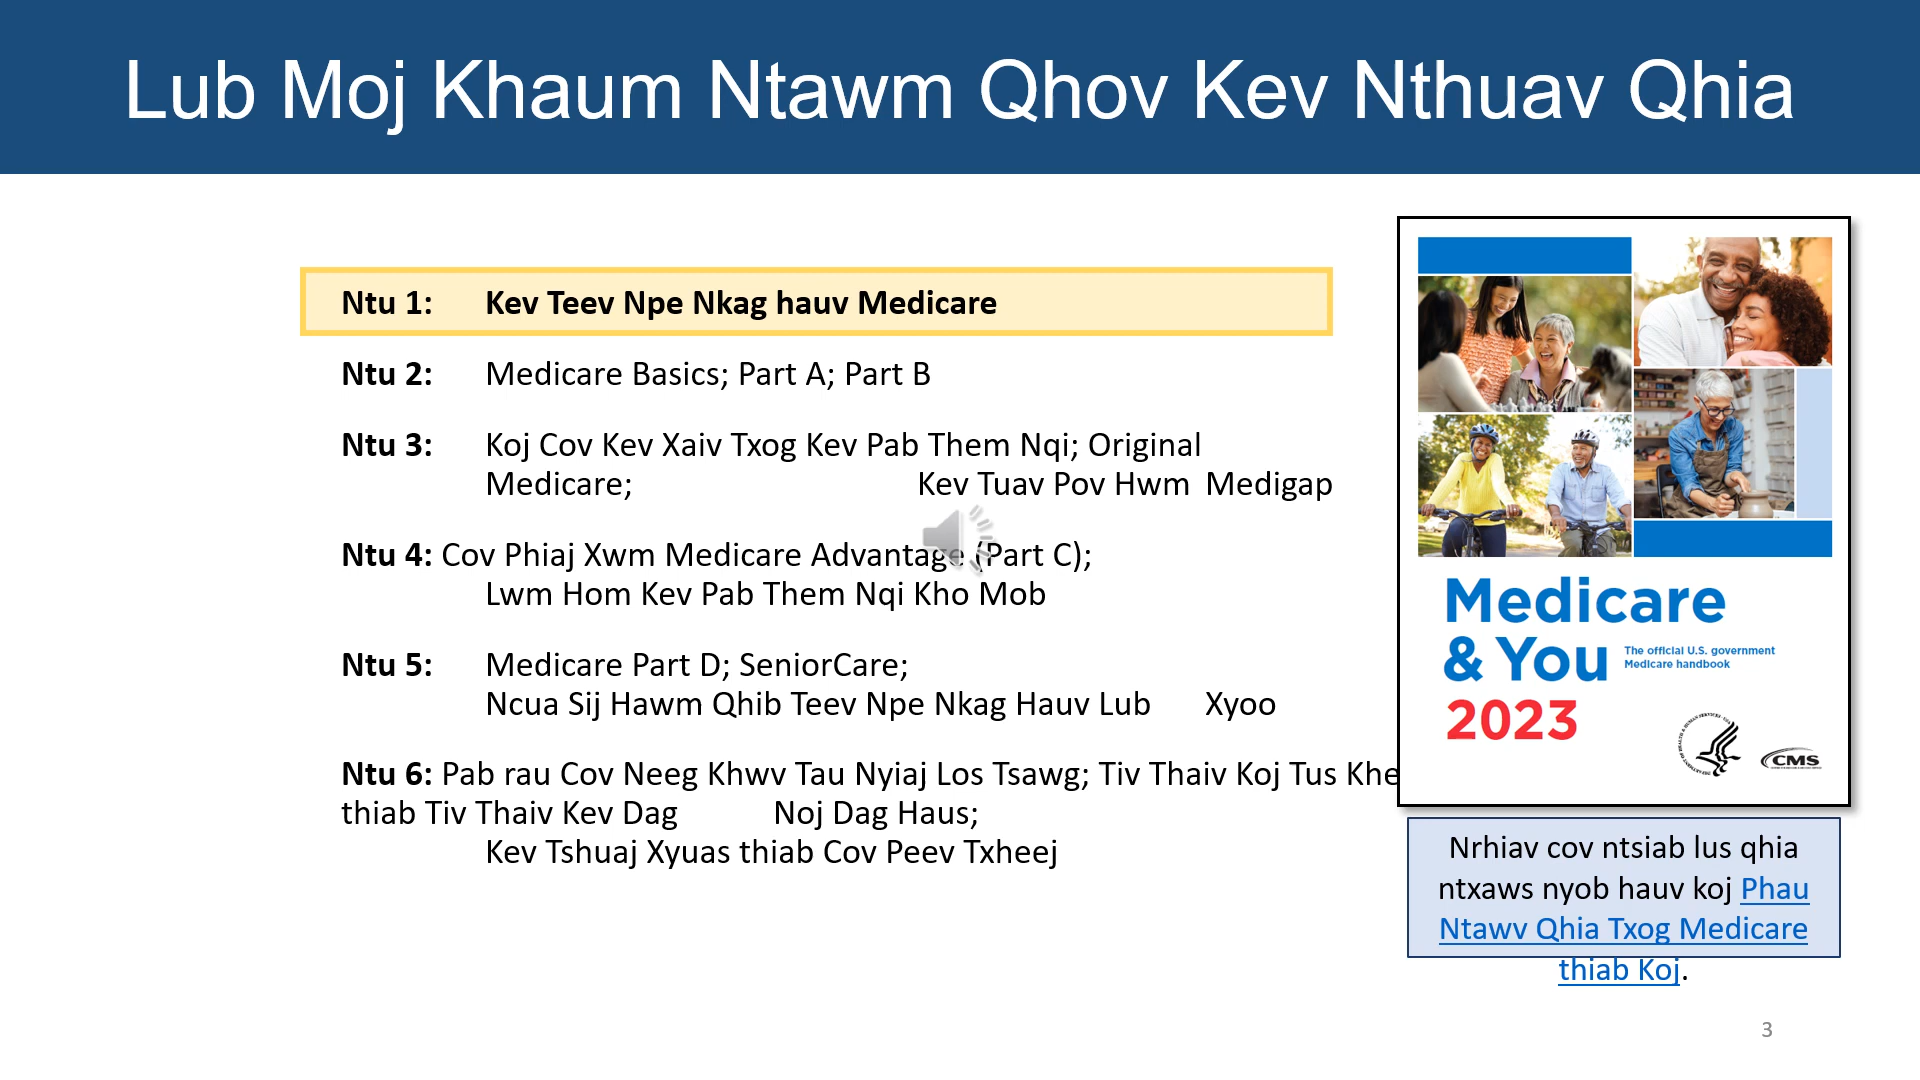 Lub Moj Khaum Ntawm Qhov Kev Nthuav Qhia
Ntu 1: Kev Teev Npe Nkag hauv Medicare
Ntu 2: Medicare Basics; Part A; Part B
Ntu 3: Koj Cov Kev Xaiv Txog Kev Pab Them Nqi; Original
Medicare; Kev Tuav Pov Hwm Medigap
Ntu 4: Cov Phiaj Xwm Medicare Advantage (Part C);
Lwm Hom Kev Pab Them Nqi Kho Mob
Ntu 5: Medicare Part D; SeniorCare;
Ncua Sij Hawm Qhib Teev Npe Nkag Hauv Lub Xyoo
Ntu 6: Pab rau Cov Neeg Khwv Tau Nyiaj Los Tsawg; Tiv Thaiv Koj Tus Khe
thiab Tiv Thaiv Kev Dag Noj Dag Haus;
Kev Tshuaj Xyuas thiab Cov Peev Txheej
Medicare
& You
The official U.S. government
Medicare handbook
2023
CMS
Nrhiav cov ntsiab lus qhia
ntxaws nyob hauv koj Phau
Ntawv Qhia Txog Medicare
thiab Koj.
3